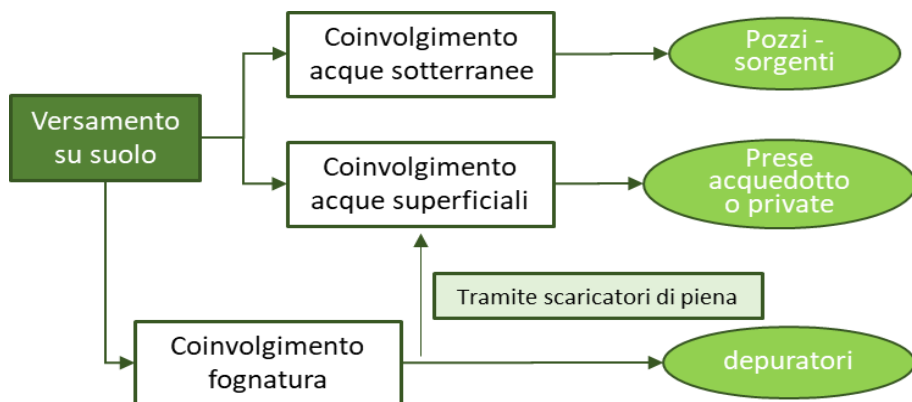 Coinvolgimento
acque sotterranee
Pozzi -
sorgenti
Versamento
su suolo
Coinvolgimento
acque superficiali
Prese
acquedotto
o private
Tramite scaricatori di piena
Coinvolgimento
fognatura
depuratori